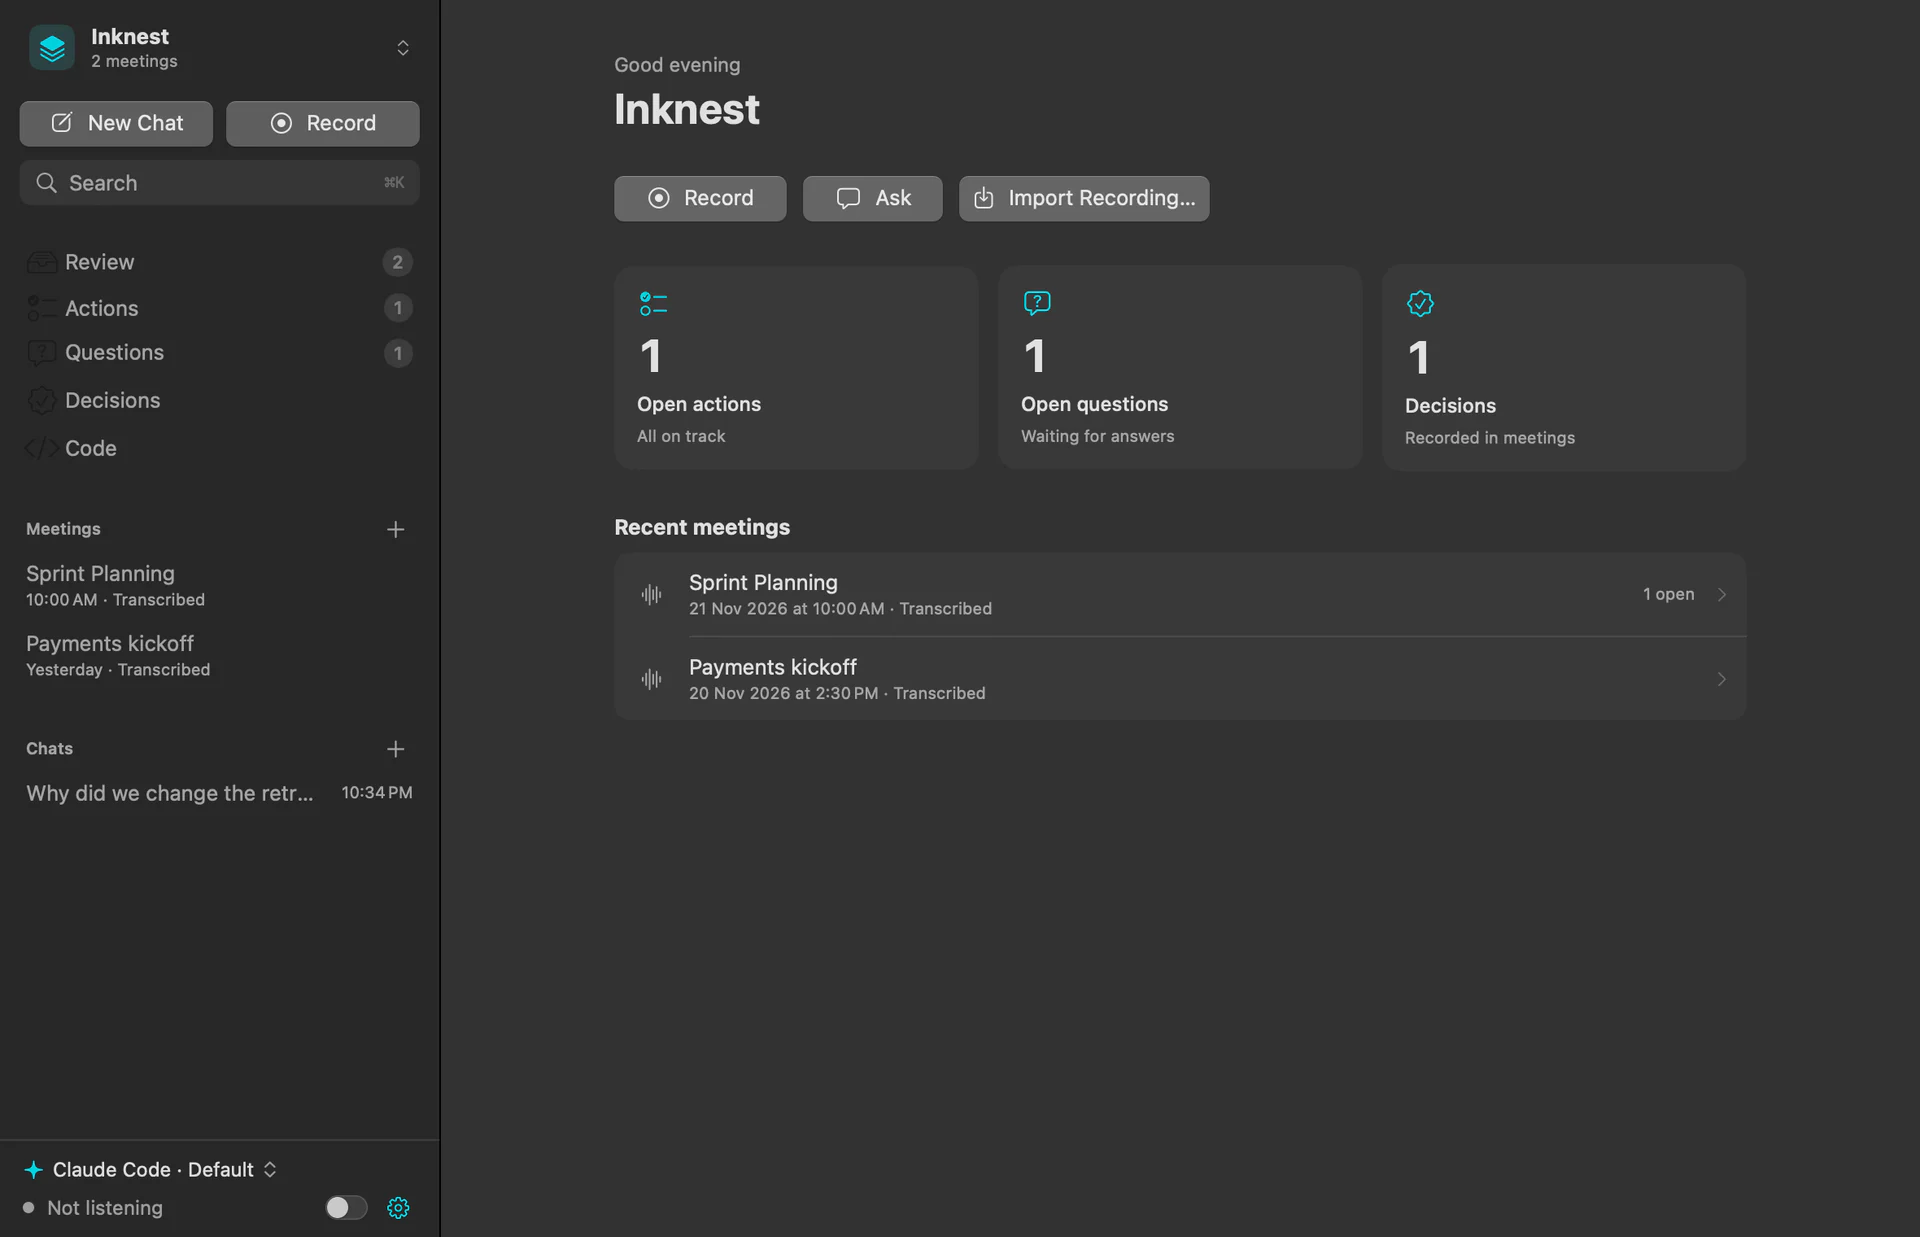 Inknest
2 meetings
New Chat
Record
Search
⌘K
Review
2
Actions
1
Questions
1
Decisions
Code
Meetings
Sprint Planning
10:00 AM · Transcribed
Payments kickoff
Yesterday · Transcribed
Chats
Why did we change the retr...
10:34 PM
Claude Code · Default
Not listening
Good evening
Inknest
Record
Ask
Import Recording...
1
Open actions
All on track
1
Open questions
Waiting for answers
1
Decisions
Recorded in meetings
Recent meetings
Sprint Planning
21 Nov 2026 at 10:00 AM · Transcribed
1 open
Payments kickoff
20 Nov 2026 at 2:30 PM · Transcribed